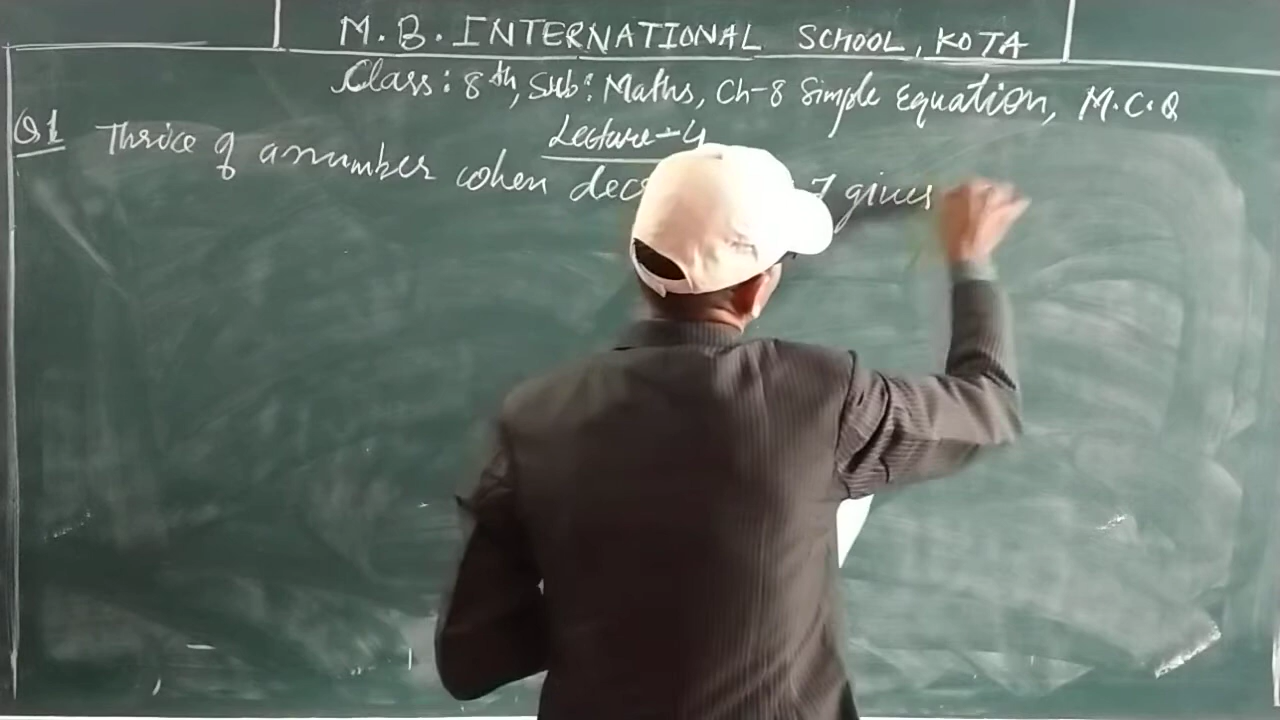 M.B. INTERNATIONAL SCHOOL, KOTA
Class: 8th, Sub: Maths, Ch-8 Simple Equation, M.C.Q
Lecture-4
Q1 Thrice of a number when 7 gives